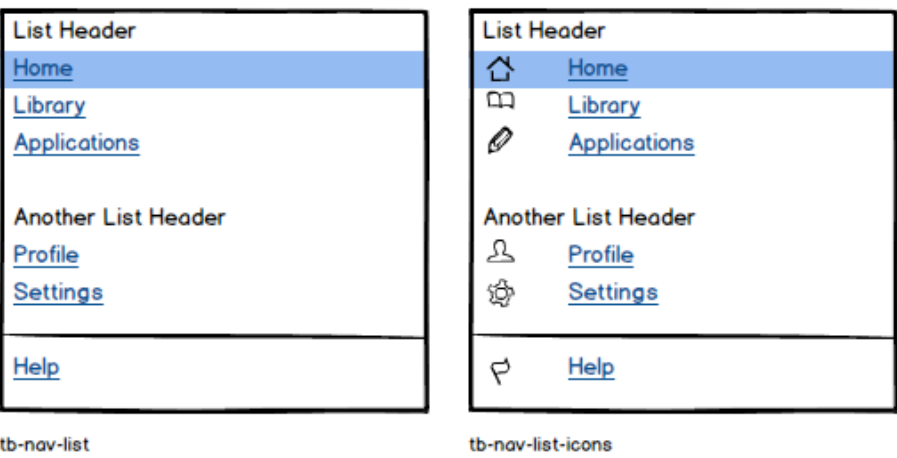 List Header
Home
Library
Applications
Another List Header
Profile
Settings
Help
tb-nav-list
List Header
Home
Library
Applications
Another List Header
Profile
Settings
Help
tb-nav-list-icons